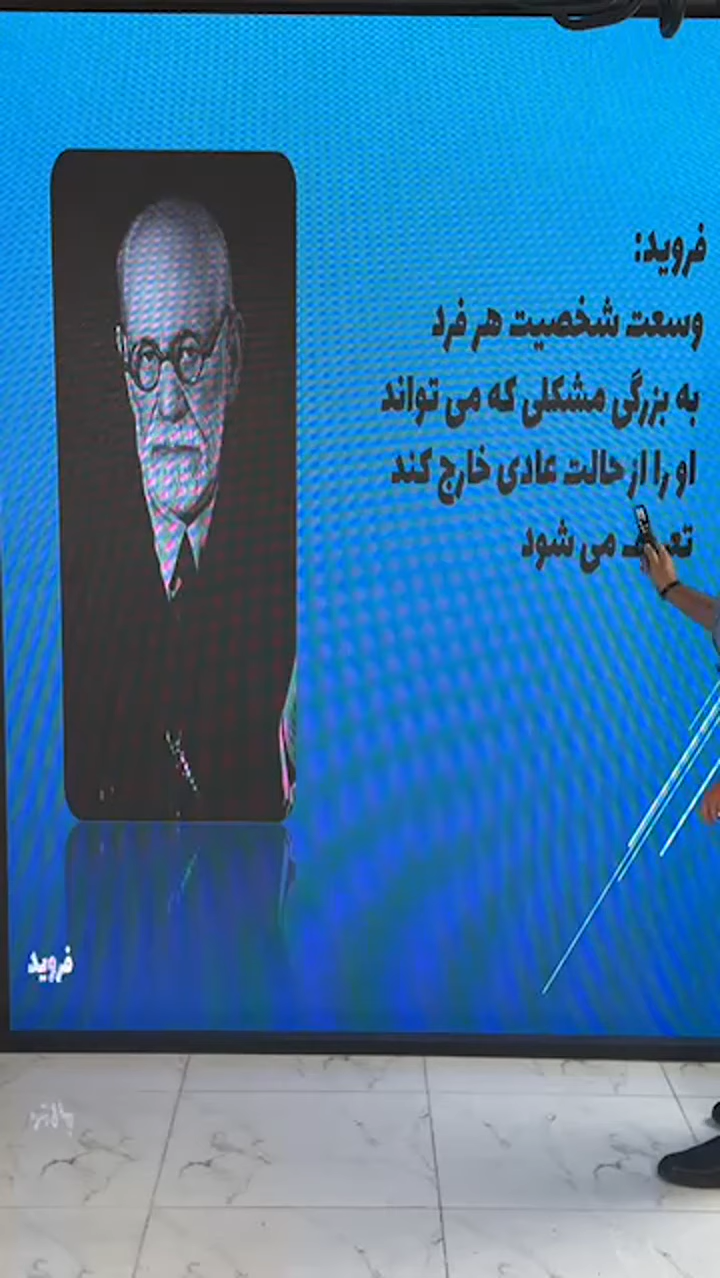 فروید:
وسعت شخصیت هر فرد
به بزرگی مشکلی که می تواند
او را از حالت عادی خارج کند
می شود
فروید